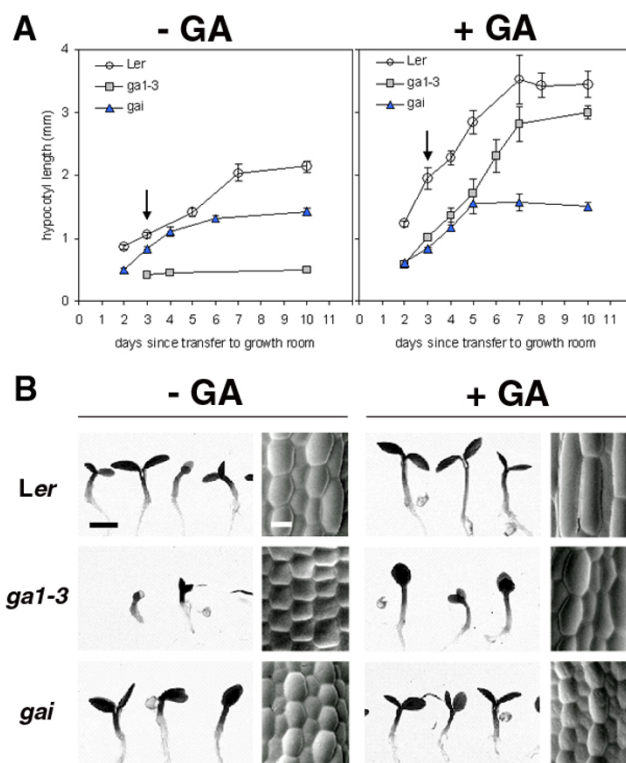 A
- GA
+ GA
Ler
ga1-3
gai
Ler
ga1-3
gai
hypocotyl length (mm)
4
3
2
1
0
0 1 2 3 4 5 6 7 8 9 10 11
0 1 2 3 4 5 6 7 8 9 10 11
days since transfer to growth room
days since transfer to growth room
B
- GA
+ GA
Ler
ga1-3
gai